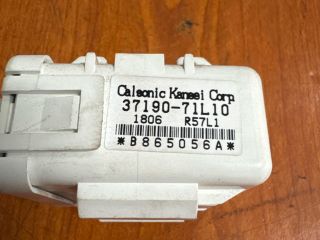 Calsonic Kansei Corp
37190-71L10
1806 R57L1
*B865056A*